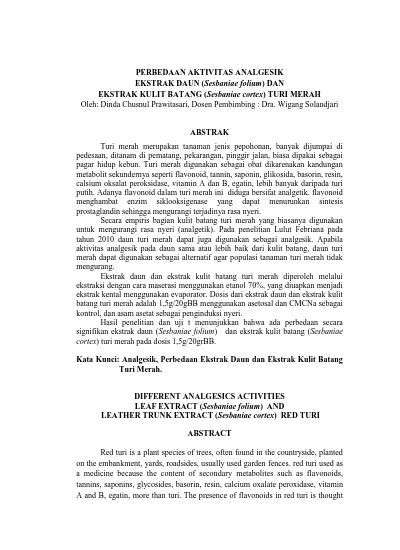 PERBEDAAN AKTIVITAS ANALGESIK
EKSTRAK DAUN (Sesbaniae folium) DAN
EKSTRAK KULIT BATANG (Sesbaniae cortex) TURI MERAH
Oleh: Dinda Chusnul Prawitasari, Dosen Pembimbing : Dra. Wigang Solandjari
ABSTRAK
Turi merah merupakan tanaman jenis pepohonan, banyak dijumpai di
pedesaan, ditanam di pematang, pekarangan, pinggir jalan, biasa dipakai sebagai
pagar hidup kebun. Turi merah digunakan sebagai obat dikarenakan kandungan
metabolit sekundernya seperti flavonoid, tannin, saponin, glikosida, basorin, resin,
calsium oksalat peroksidase, vitamin A dan B, egatin, lebih banyak daripada turi
putih. Adanya flavonoid dalam turi merah ini diduga bersifat analgetik. flavonoid
menghambat enzim siklooksigenase yang dapat menurunkan sintesis
prostaglandin sehingga mengurangi terjadinya rasa nyeri.
Secara empiris bagian kulit batang turi merah yang biasanya digunakan
untuk mengurangi rasa nyeri (analgetik). Pada penelitian Lulut Febriana pada
tahun 2010 daun turi merah dapat juga digunakan sebagai analgesik. Apabila
aktivitas analgesik pada daun sama atau lebih baik dari kulit batang, daun turi
merah dapat digunakan sebagai alternatif agar populasi tanaman turi merah tidak
mengurang.
Ekstrak daun dan ekstrak kulit batang turi merah diperoleh melalui
ekstraksi dengan cara maserasi menggunakan etanol 70%, yang diuapkan menjadi
ekstrak kental menggunakan evaporator. Dosis dari ekstrak daun dan ekstrak kulit
batang turi merah adalah 1,5g/20gBB menggunakan asetosal dan CMCNa sebagai
kontrol, dan asam asetat sebagai penginduksi nyeri.
Hasil penelitian dan uji t menunjukkan bahwa ada perbedaan secara
signifikan ekstrak daun (Sesbaniae folium) dan ekstrak kulit batang (Sesbaniae
cortex) turi merah pada dosis 1,5g/20grBB.
Kata Kunci: Analgesik, Perbedaan Ekstrak Daun dan Ekstrak Kulit Batang
Turi Merah.
DIFFERENT ANALGESICS ACTIVITIES
LEAF EXTRACT (Sesbaniae folium) AND
LEATHER TRUNK EXTRACT (Sesbaniae cortex) RED TURI
ABSTRACT
Red turi is a plant species of trees, often found in the countryside, planted
on the embankment, yards, roadsides, usually used garden fences. red turi used as
a medicine because the content of secondary metabolites such as flavonoids,
tannins, saponins, glycosides, basorin, resin, calcium oxalate peroxidase, vitamin
A and B, egatin, more than turi. The presence of flavonoids in red turi is thought